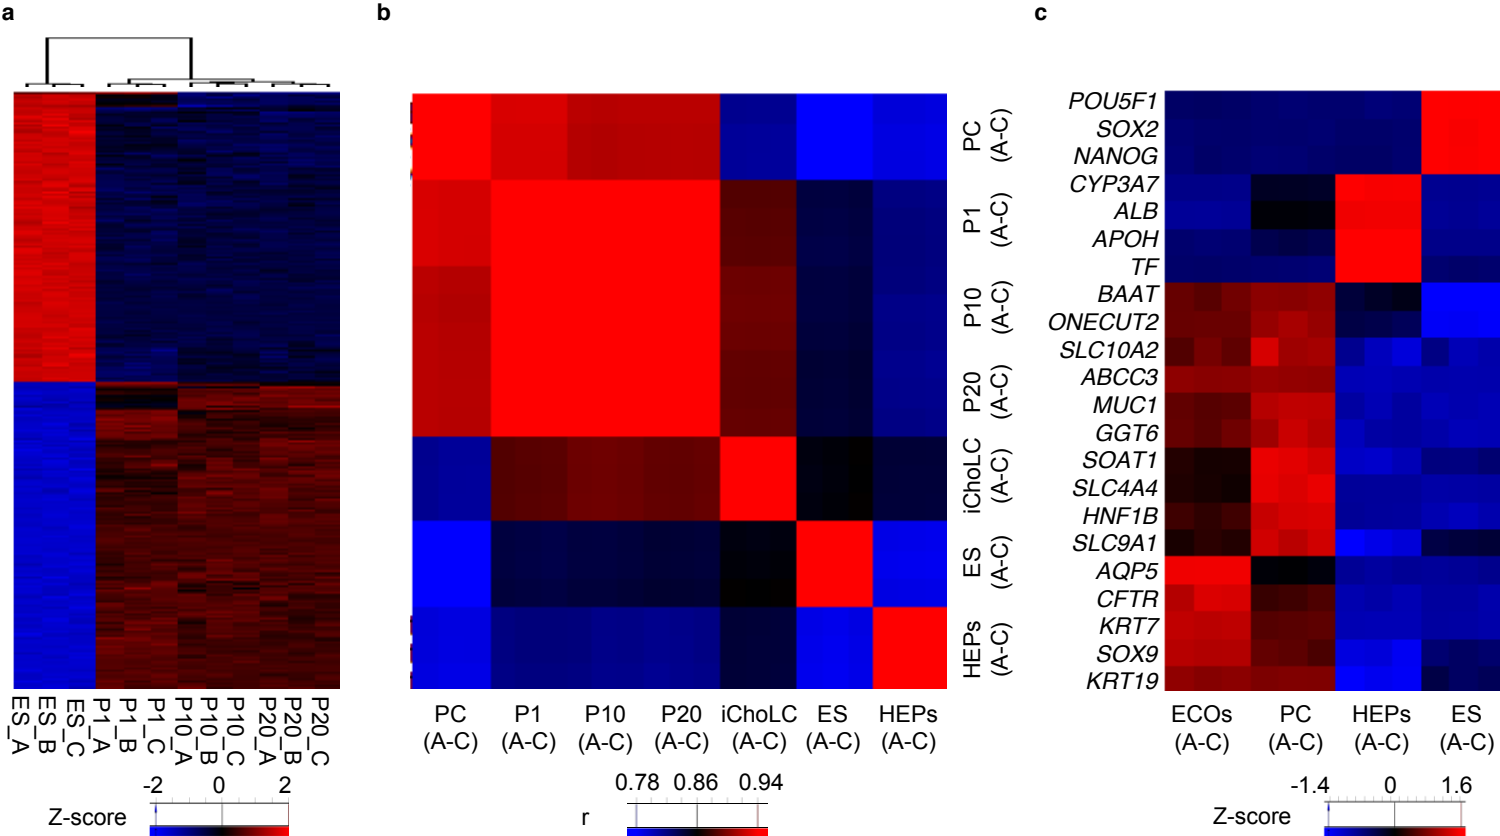 a
ES_A
ES_B
ES_C
P1_A
P1_B
P1_C
P10_A
P10_B
P10_C
P20_A
P20_B
P20_C
-2 0 2
Z-score
b
PC
(A-C)
P1
(A-C)
P10
(A-C)
P20
(A-C)
iChoLC
(A-C)
ES
(A-C)
HEPs
(A-C)
PC P1 P10 P20 iChoLC ES HEPs
(A-C) (A-C) (A-C) (A-C) (A-C) (A-C) (A-C)
0.78 0.86 0.94
r
c
POU5F1
SOX2
NANOG
CYP3A7
ALB
APOH
TF
BAAT
ONECUT2
SLC10A2
ABCC3
MUC1
GGT6
SOAT1
SLC4A4
HNF1B
SLC9A1
AQP5
CFTR
KRT7
SOX9
KRT19
ECOs PC HEPs ES
(A-C) (A-C) (A-C) (A-C)
-1.4 0 1.6
Z-score